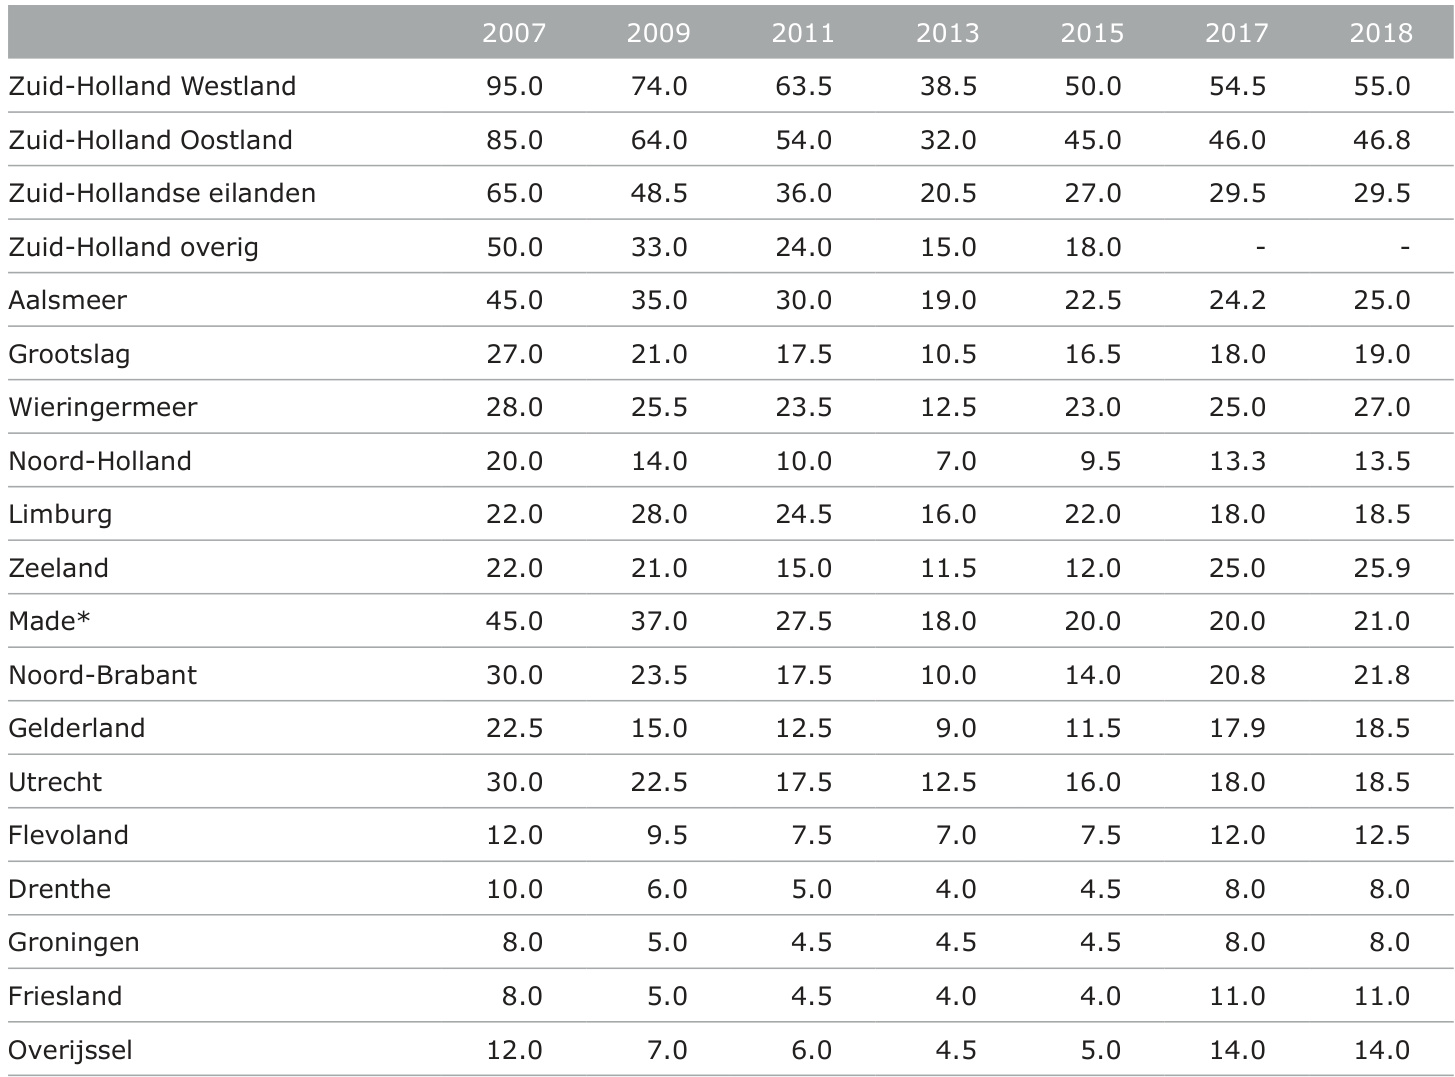 2007 2009 2011 2013 2015 2017 2018
Zuid-Holland Westland 95.0 74.0 63.5 38.5 50.0 54.5 55.0
Zuid-Holland Oostland 85.0 64.0 54.0 32.0 45.0 46.0 46.8
Zuid-Hollandse eilanden 65.0 48.5 36.0 20.5 27.0 29.5 29.5
Zuid-Holland overig 50.0 33.0 24.0 15.0 18.0 - -
Aalsmeer 45.0 35.0 30.0 19.0 22.5 24.2 25.0
Grootslag 27.0 21.0 17.5 10.5 16.5 18.0 19.0
Wieringermeer 28.0 25.5 23.5 12.5 23.0 25.0 27.0
Noord-Holland 20.0 14.0 10.0 7.0 9.5 13.3 13.5
Limburg 22.0 28.0 24.5 16.0 22.0 18.0 18.5
Zeeland 22.0 21.0 15.0 11.5 12.0 25.0 25.9
Made* 45.0 37.0 27.5 18.0 20.0 20.0 21.0
Noord-Brabant 30.0 23.5 17.5 10.0 14.0 20.8 21.8
Gelderland 22.5 15.0 12.5 9.0 11.5 17.9 18.5
Utrecht 30.0 22.5 17.5 12.5 16.0 18.0 18.5
Flevoland 12.0 9.5 7.5 7.0 7.5 12.0 12.5
Drenthe 10.0 6.0 5.0 4.0 4.5 8.0 8.0
Groningen 8.0 5.0 4.5 4.5 4.5 8.0 8.0
Friesland 8.0 5.0 4.5 4.0 4.0 11.0 11.0
Overijssel 12.0 7.0 6.0 4.5 5.0 14.0 14.0